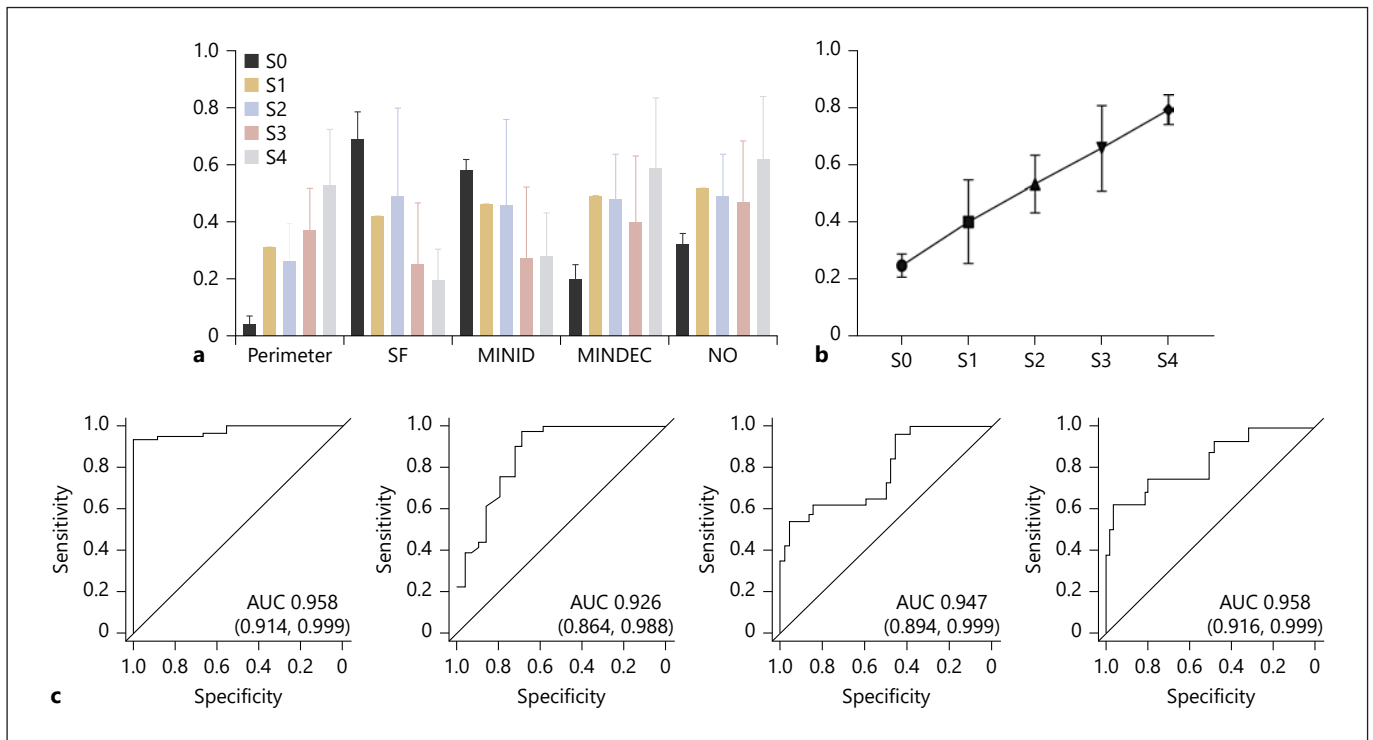 1.0
0.8
0.6
0.4
0.2
0
S0
S1
S2
S3
S4
Perimeter SF MINID MINDEC NO
a
1.0
0.8
0.6
0.4
0.2
0
S0 S1 S2 S3 S4
b
Sensitivity
1.0
0.8
0.6
0.4
0.2
0
AUC 0.958
(0.914, 0.999)
1.0 0.8 0.6 0.4 0.2 0
Specificity
Sensitivity
1.0
0.8
0.6
0.4
0.2
0
AUC 0.926
(0.864, 0.988)
1.0 0.8 0.6 0.4 0.2 0
Specificity
Sensitivity
1.0
0.8
0.6
0.4
0.2
0
AUC 0.947
(0.894, 0.999)
1.0 0.8 0.6 0.4 0.2 0
Specificity
Sensitivity
1.0
0.8
0.6
0.4
0.2
0
AUC 0.958
(0.916, 0.999)
1.0 0.8 0.6 0.4 0.2 0
Specificity
c